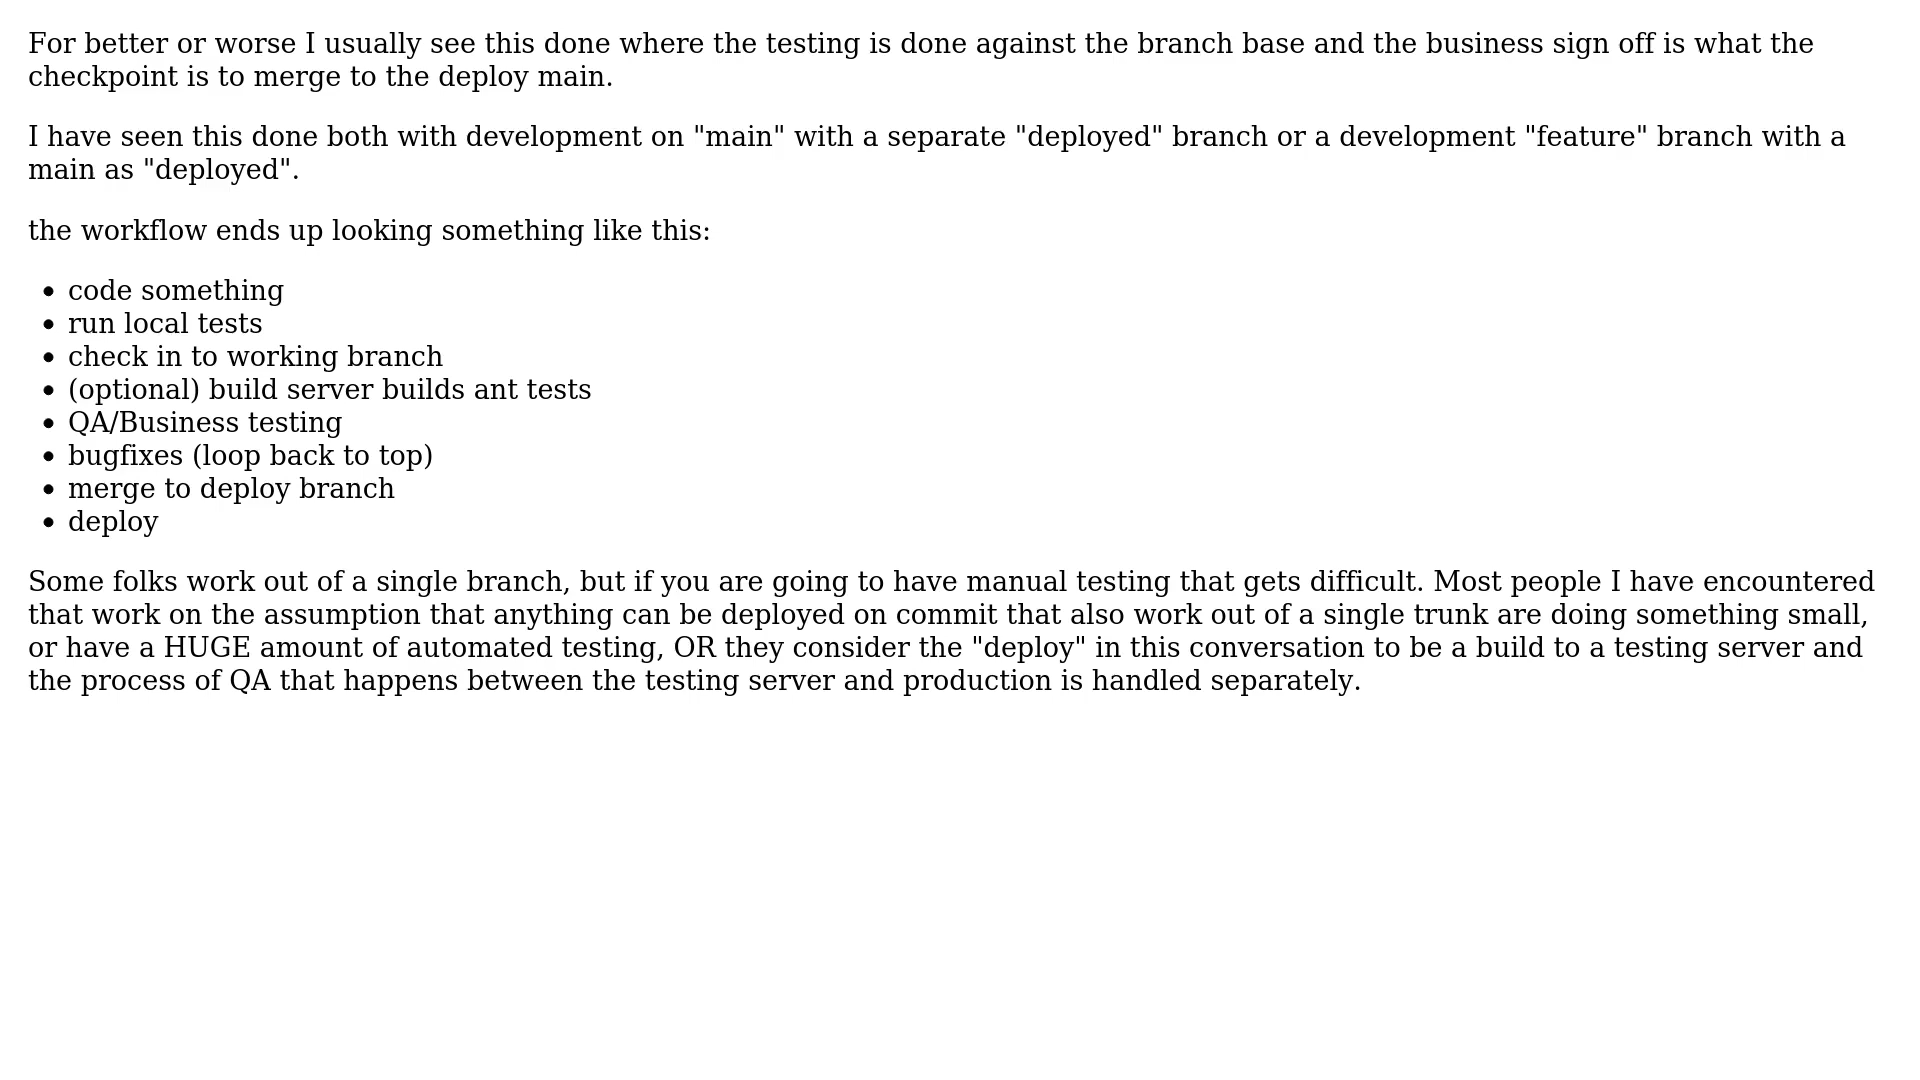 For better or worse I usually see this done where the testing is done against the branch base and the business sign off is what the
checkpoint is to merge to the deploy main.
I have seen this done both with development on "main" with a separate "deployed" branch or a development "feature" branch with a
main as "deployed".
the workflow ends up looking something like this:
• code something
• run local tests
• check in to working branch
• (optional) build server builds ant tests
• QA/Business testing
• bugfixes (loop back to top)
• merge to deploy branch
• deploy
Some folks work out of a single branch, but if you are going to have manual testing that gets difficult. Most people I have encountered
that work on the assumption that anything can be deployed on commit that also work out of a single trunk are doing something small,
or have a HUGE amount of automated testing, OR they consider the "deploy" in this conversation to be a build to a testing server and
the process of QA that happens between the testing server and production is handled separately.